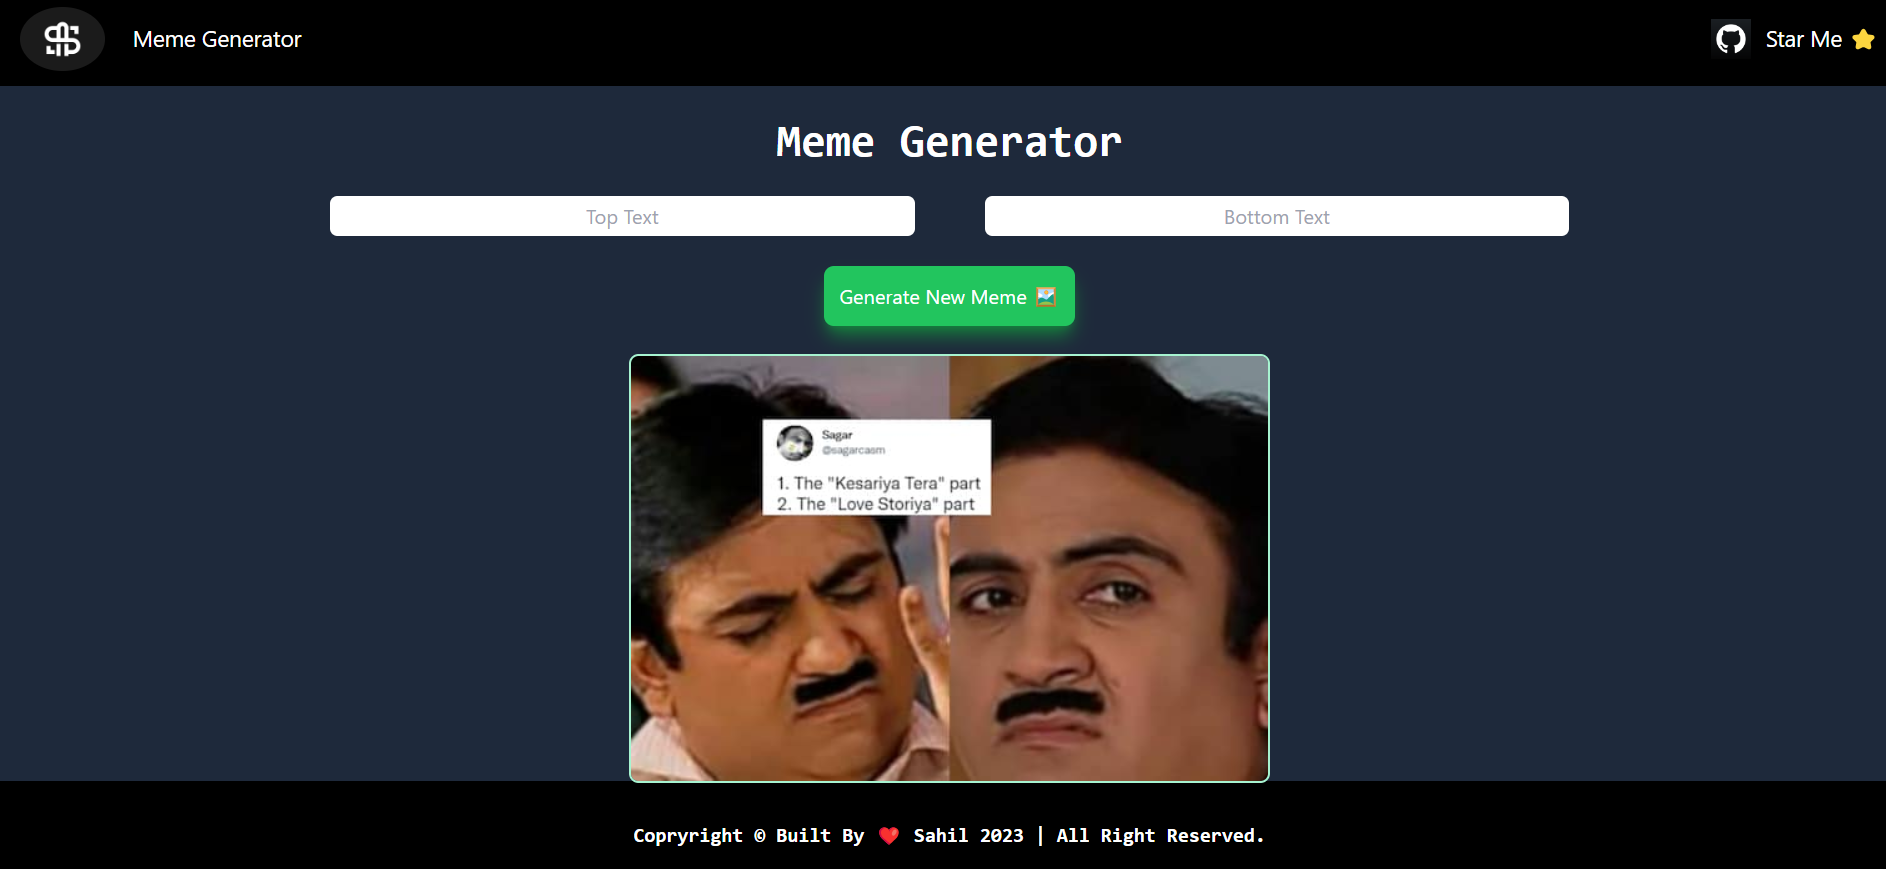 Meme Generator
Star Me
Meme Generator
Top Text
Bottom Text
Generate New Meme
Sagar
@sagarcasm
1. The "Kesariya Tera" part
2. The "Love Storiya" part
Copryright © Built By ❤️ Sahil 2023 | All Right Reserved.